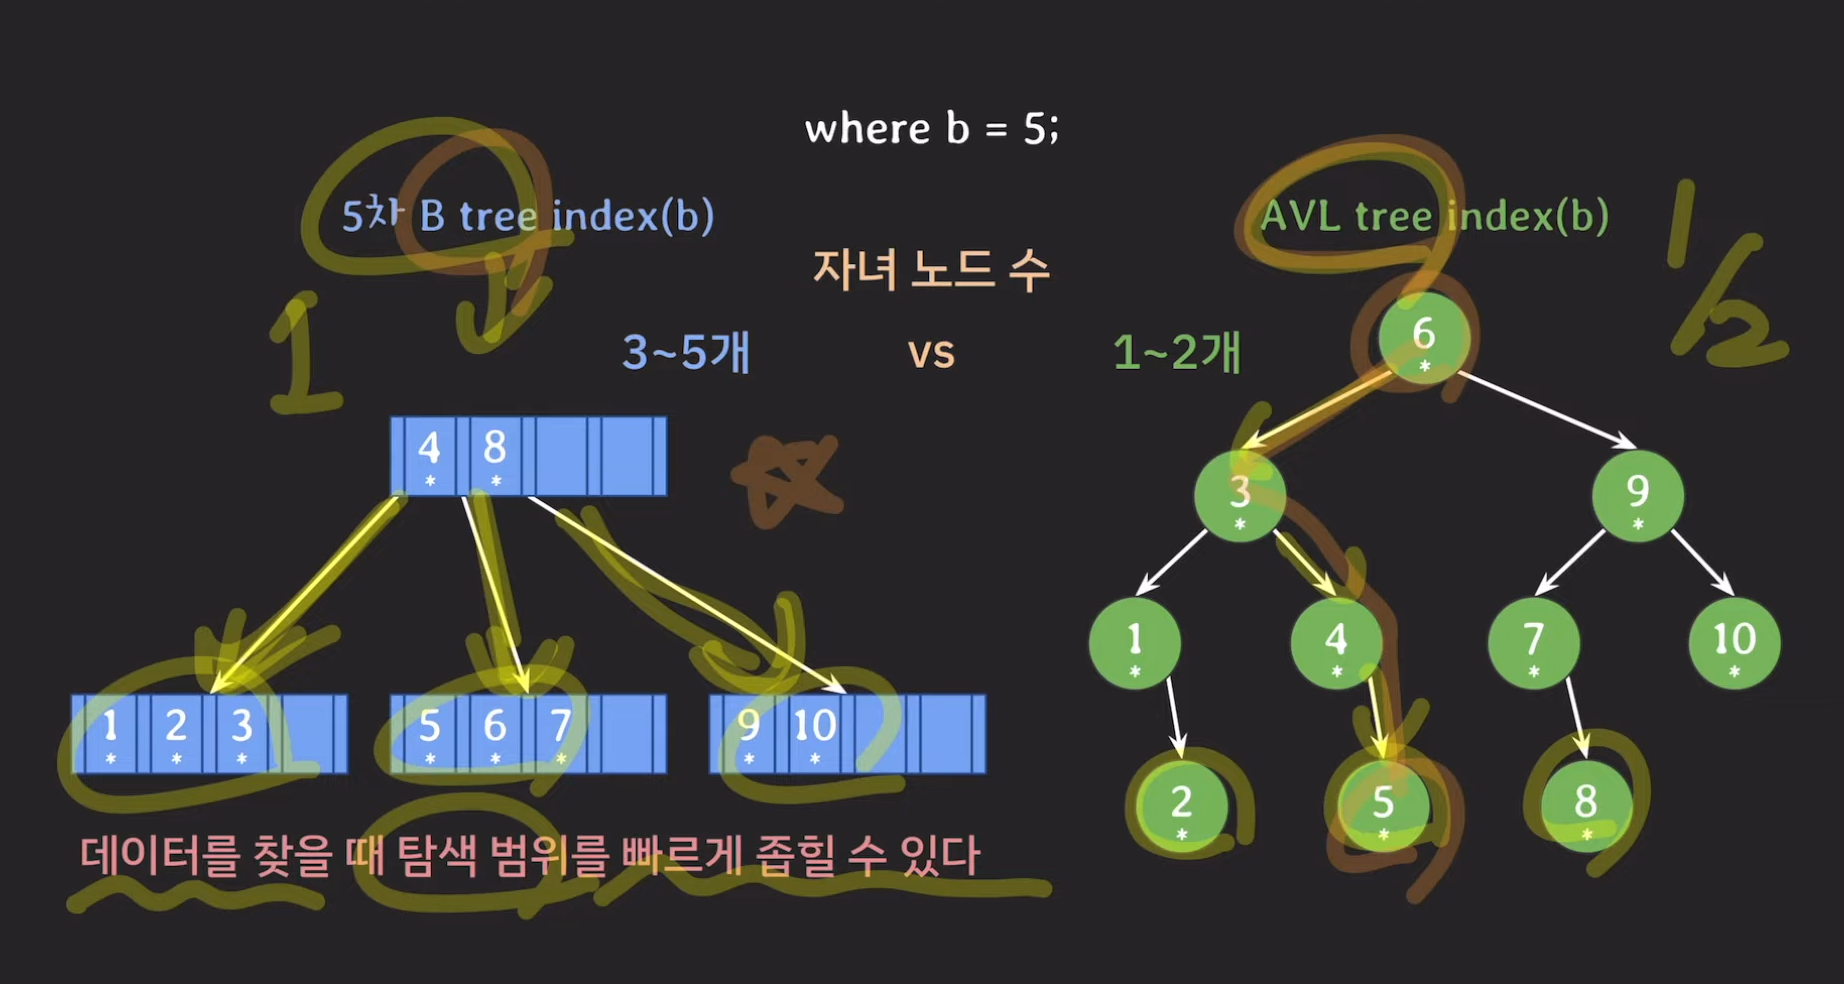 where b = 5;
5차 B tree index(b)
AVL tree index(b)
자녀 노드 수
3~5개 vs 1~2개
1
1/2
4 8
* *
1 2 3
* * *
5 6 7
* * *
9 10
* *
6
*
3 9
* *
1 4 7 10
* * * *
2 5 8
* * *
데이터를 찾을 때 탐색 범위를 빠르게 좁힐 수 있다